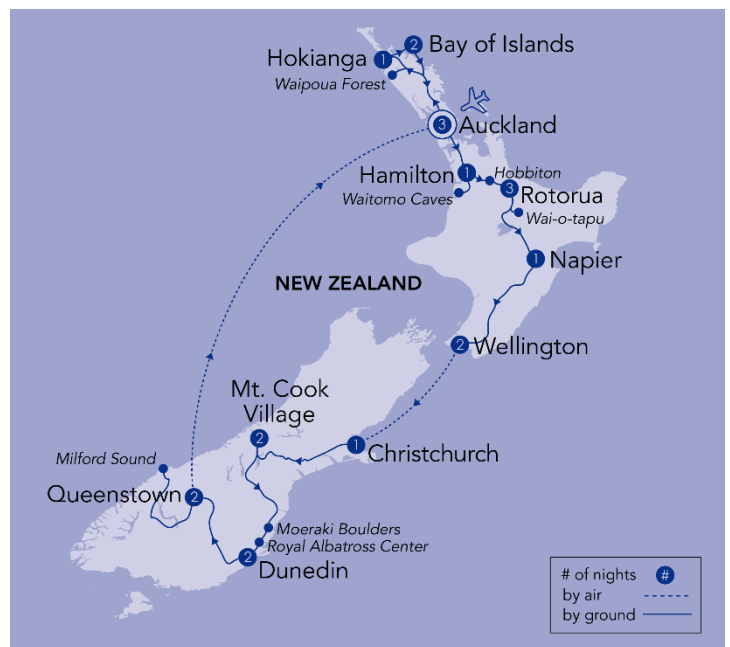 2 Bay of Islands
Hokianga 1
Waipoua Forest
3 Auckland
Hamilton 1
Hobbiton
Waitomo Caves
3 Rotorua
Wai-o-tapu
1 Napier
NEW ZEALAND
2 Wellington
Mt. Cook
Village
2
1 Christchurch
Milford Sound
Queenstown 2
Moeraki Boulders
Royal Albatross Center
2 Dunedin
# of nights #
by air
by ground